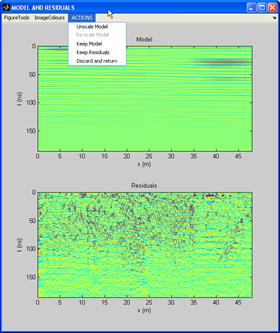 MODEL AND RESIDUALS
FigureTools ImageColours ACTIONS
Unscale Model
Re-scale Model
Keep Model
Keep Residuals
Discard and return
Model
0
50
100
150
t (ns)
0 5 10 15 20 25 30 35 40 45
x (m)
Residuals
0
50
100
150
t (ns)
0 5 10 15 20 25 30 35 40 45
x (m)